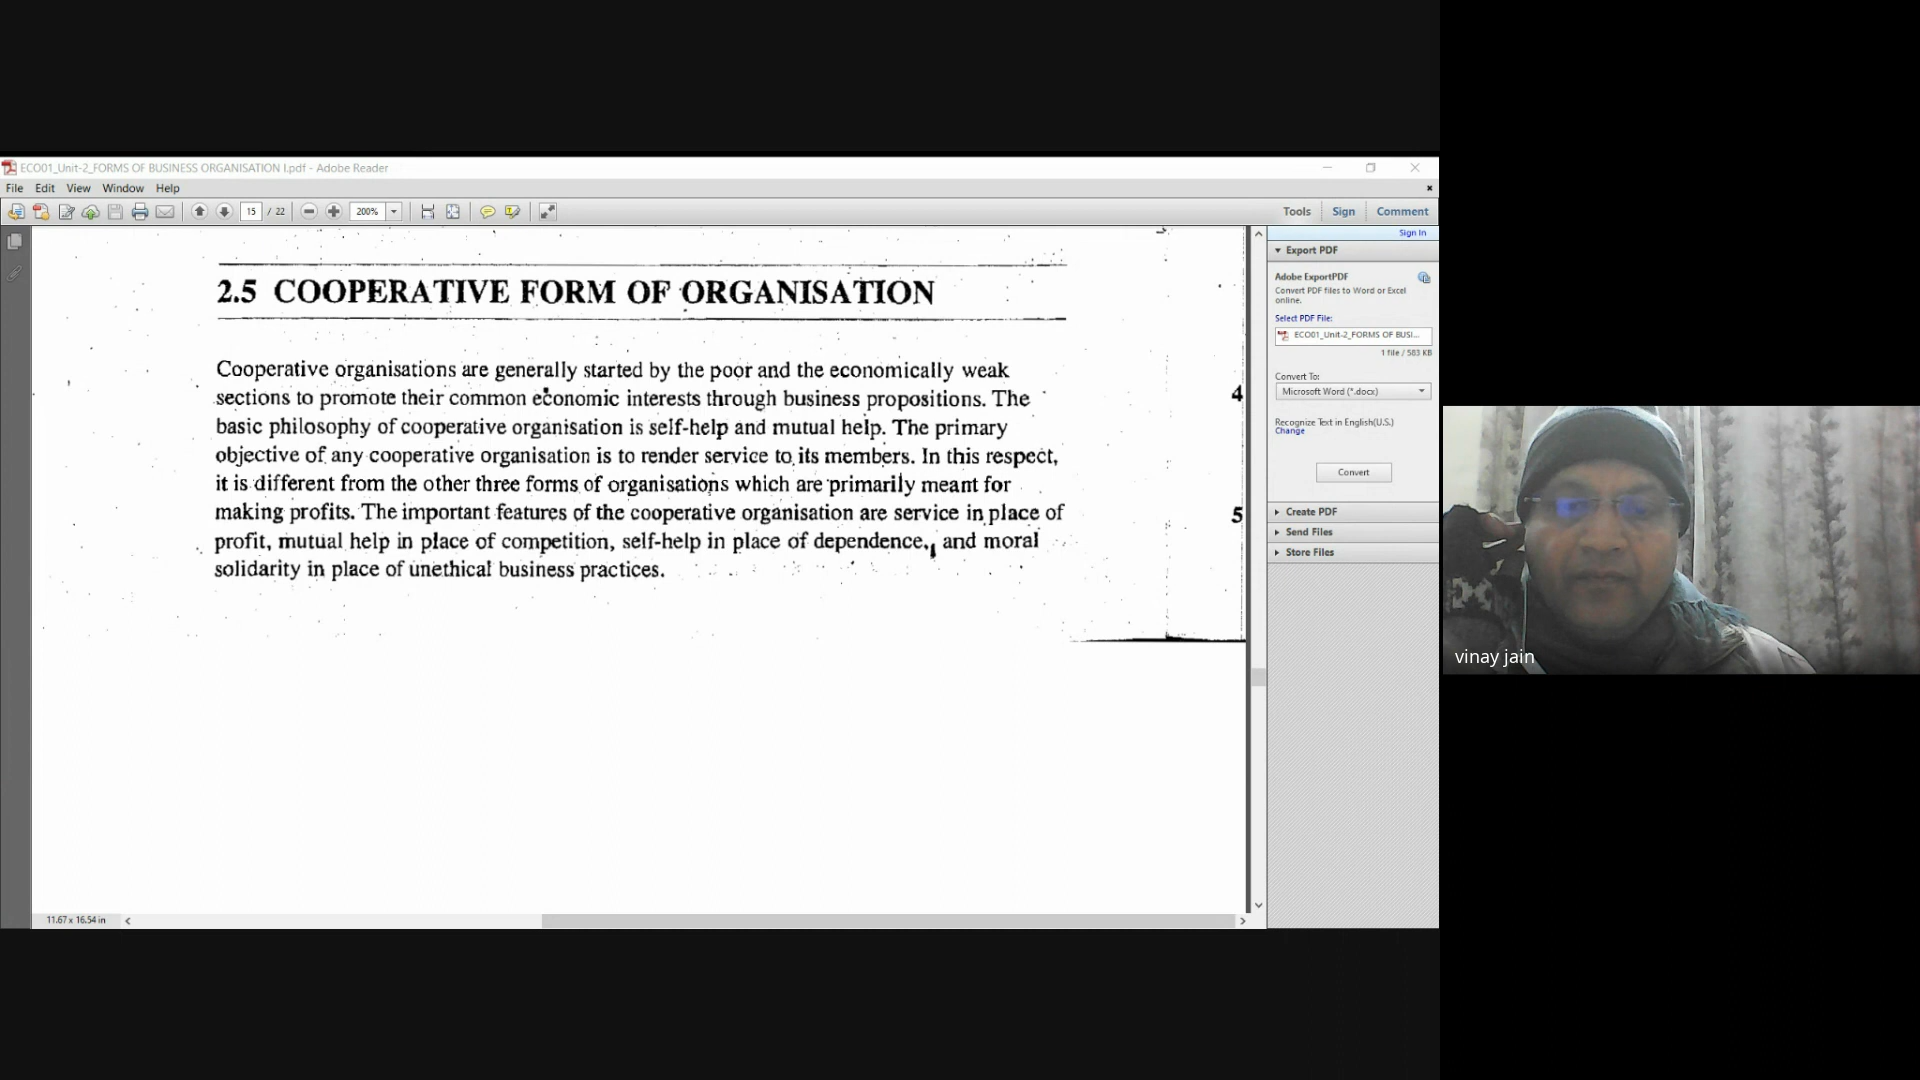 ECO01_Unit-2_FORMS OF BUSINESS ORGANISATION I.pdf - Adobe Reader
File Edit View Window Help
15 / 22 200% Tools Sign Comment
Sign In
Export PDF
Adobe ExportPDF
Convert PDF files to Word or Excel
online.
Select PDF File:
ECO01_Unit-2_FORMS OF BUSI...
1 file / 583 KB
Convert To:
Microsoft Word (*.docx)
Recognize Text in English(U.S.)
Change
Convert
Create PDF
Send Files
Store Files
2.5 COOPERATIVE FORM OF ORGANISATION
Cooperative organisations are generally started by the poor and the economically weak
sections to promote their common economic interests through business propositions. The
basic philosophy of cooperative organisation is self-help and mutual help. The primary
objective of any cooperative organisation is to render service to its members. In this respect,
it is different from the other three forms of organisations which are primarily meant for
making profits. The important features of the cooperative organisation are service in place of
profit, mutual help in place of competition, self-help in place of dependence, and moral
solidarity in place of unethical business practices.
4
5
11.67 x 16.54 in
vinay jain